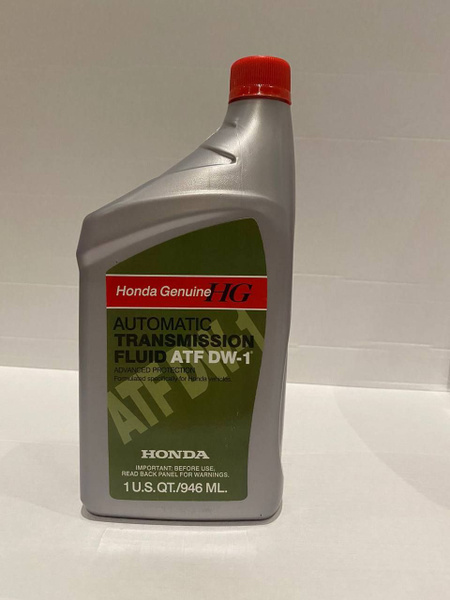 Honda Genuine HG
AUTOMATIC
TRANSMISSION
FLUID ATF DW-1
ADVANCED PROTECTION
Formulated specifically for Honda Vehicles.
ATF DW-1
HONDA
IMPORTANT: BEFORE USE,
READ BACK PANEL FOR WARNINGS.
1 U.S. QT./946 ML.